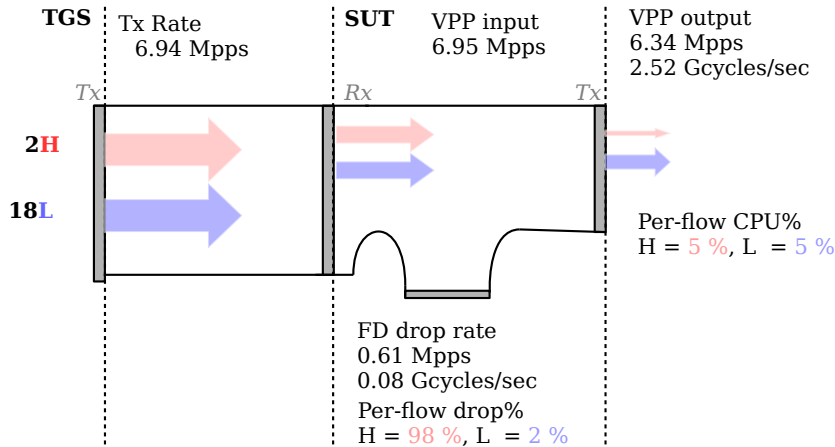 TGS
Tx Rate
6.94 Mpps
SUT
VPP input
6.95 Mpps
VPP output
6.34 Mpps
2.52 Gcycles/sec
Tx
Rx
Tx
2H
18L
Per-flow CPU%
H = 5 %, L = 5 %
FD drop rate
0.61 Mpps
0.08 Gcycles/sec
Per-flow drop%
H = 98 %, L = 2 %